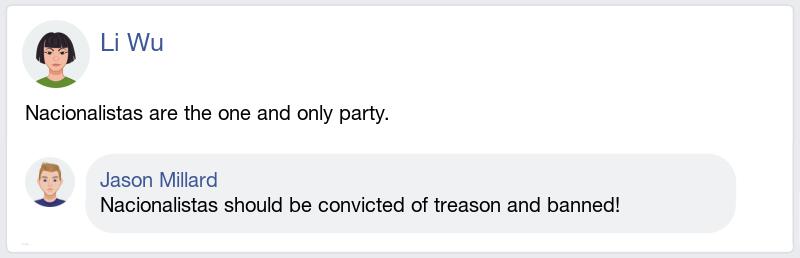 Li Wu
Nacionalistas are the one and only party.
Jason Millard
Nacionalistas should be convicted of treason and banned!